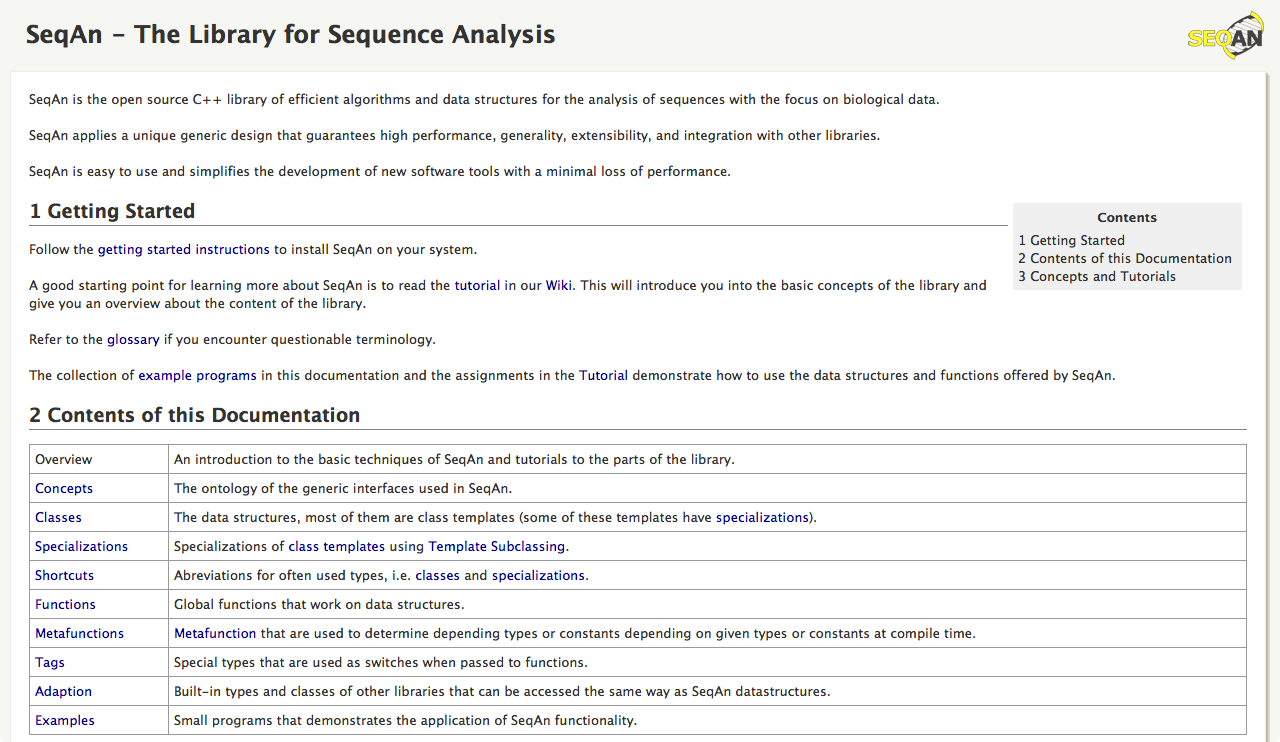 SeqAn – The Library for Sequence Analysis
SEQAN
SeqAn is the open source C++ library of efficient algorithms and data structures for the analysis of sequences with the focus on biological data.
SeqAn applies a unique generic design that guarantees high performance, generality, extensibility, and integration with other libraries.
SeqAn is easy to use and simplifies the development of new software tools with a minimal loss of performance.
1 Getting Started
Contents
1 Getting Started
2 Contents of this Documentation
3 Concepts and Tutorials
Follow the getting started instructions to install SeqAn on your system.
A good starting point for learning more about SeqAn is to read the tutorial in our Wiki. This will introduce you into the basic concepts of the library and
give you an overview about the content of the library.
Refer to the glossary if you encounter questionable terminology.
The collection of example programs in this documentation and the assignments in the Tutorial demonstrate how to use the data structures and functions offered by SeqAn.
2 Contents of this Documentation
Overview An introduction to the basic techniques of SeqAn and tutorials to the parts of the library.
Concepts The ontology of the generic interfaces used in SeqAn.
Classes The data structures, most of them are class templates (some of these templates have specializations).
Specializations Specializations of class templates using Template Subclassing.
Shortcuts Abreviations for often used types, i.e. classes and specializations.
Functions Global functions that work on data structures.
Metafunctions Metafunction that are used to determine depending types or constants depending on given types or constants at compile time.
Tags Special types that are used as switches when passed to functions.
Adaption Built-in types and classes of other libraries that can be accessed the same way as SeqAn datastructures.
Examples Small programs that demonstrates the application of SeqAn functionality.